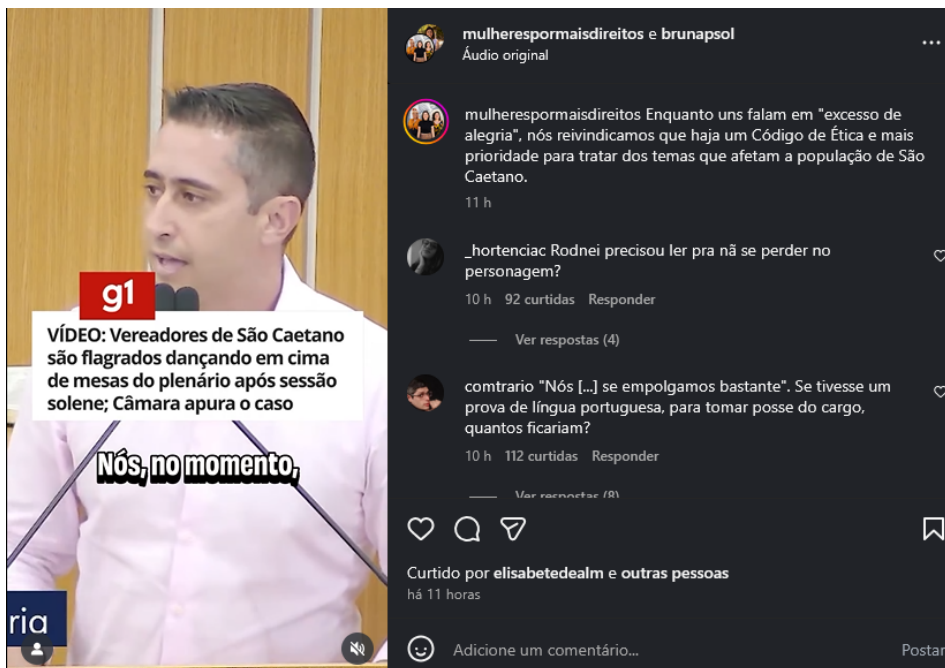 g1
VÍDEO: Vereadores de São Caetano
são flagrados dançando em cima
de mesas do plenário após sessão
solene; Câmara apura o caso
Nós, no momento,
ria
mulherespormaisdireitos e brunapsol
Áudio original
mulherespormaisdireitos Enquanto uns falam em "excesso de
alegria", nós reivindicamos que haja um Código de Ética e mais
prioridade para tratar dos temas que afetam a população de São
Caetano.
11 h
_hortenciac Rodnei precisou ler pra nã se perder no
personagem?
10 h 92 curtidas Responder
Ver respostas (4)
comtrario "Nós [...] se empolgamos bastante". Se tivesse um
prova de língua portuguesa, para tomar posse do cargo,
quantos ficariam?
10 h 112 curtidas Responder
Ver respostas (8)
Curtido por elisabetedealm e outras pessoas
há 11 horas
Adicione um comentário...
Postar